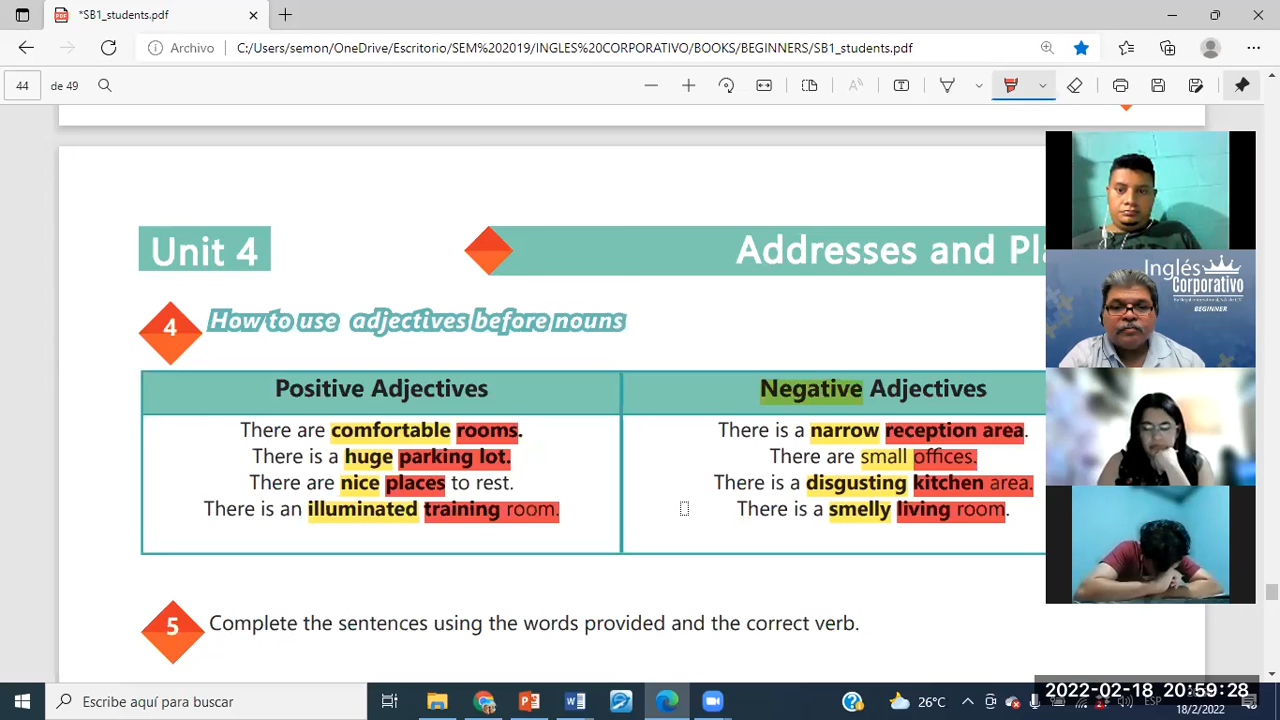 *SB1_students.pdf
Archivo
C:/Users/semon/OneDrive/Escritorio/SEM%202019/INGLES%20CORPORATIVO/BOOKS/BEGINNERS/SB1_students.pdf
44
de 49
Unit 4
Addresses and Pl
4
How to use adjectives before nouns
Positive Adjectives
There are comfortable rooms.
There is a huge parking lot.
There are nice places to rest.
There is an illuminated training room.
Negative Adjectives
There is a narrow reception area.
There are small offices.
There is a disgusting kitchen area.
There is a smelly living room.
5
Complete the sentences using the words provided and the correct verb.
Inglés
Corporativo
BEGINNER
Escribe aquí para buscar
26°C
ESP
2022-02-18 20:59:28
18/2/2022